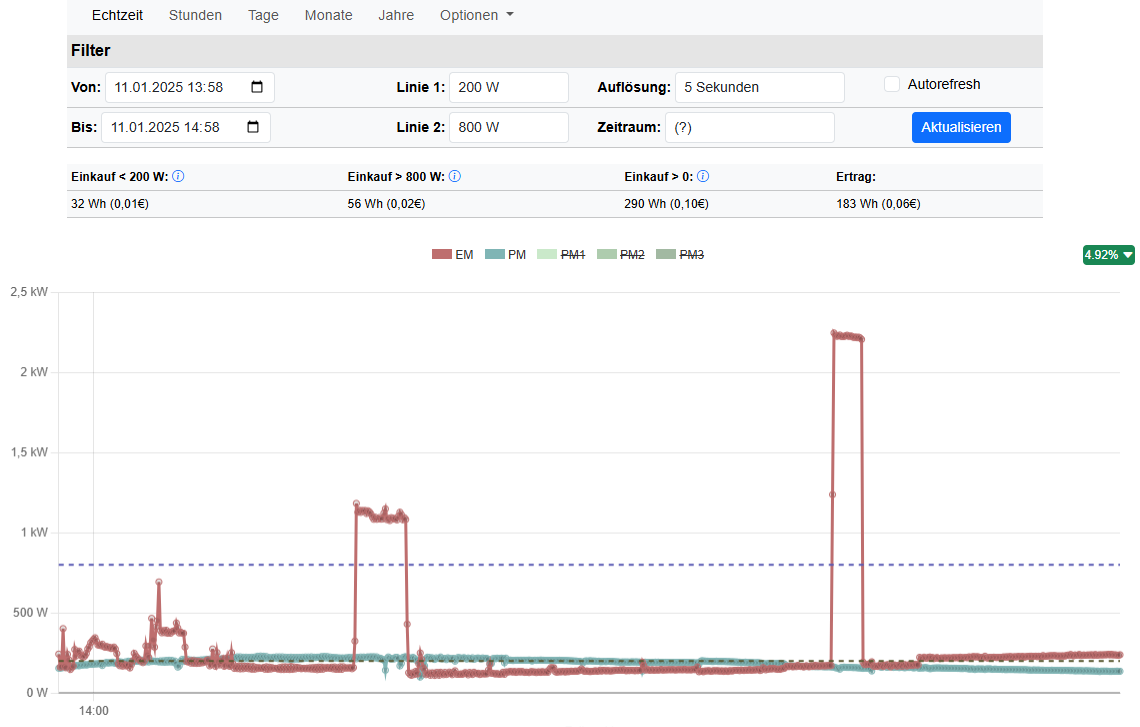 Echtzeit Stunden Tage Monate Jahre Optionen
Filter
Von: 11.01.2025 13:58 Linie 1: 200 W Auflösung: 5 Sekunden Autorefresh
Bis: 11.01.2025 14:58 Linie 2: 800 W Zeitraum: (?) Aktualisieren
Einkauf < 200 W: Einkauf > 800 W: Einkauf > 0: Ertrag:
32 Wh (0,01€) 56 Wh (0,02€) 290 Wh (0,10€) 183 Wh (0,06€)
EM PM PM1 PM2 PM3 4.92%
2,5 kW
2 kW
1,5 kW
1 kW
500 W
0 W
14:00